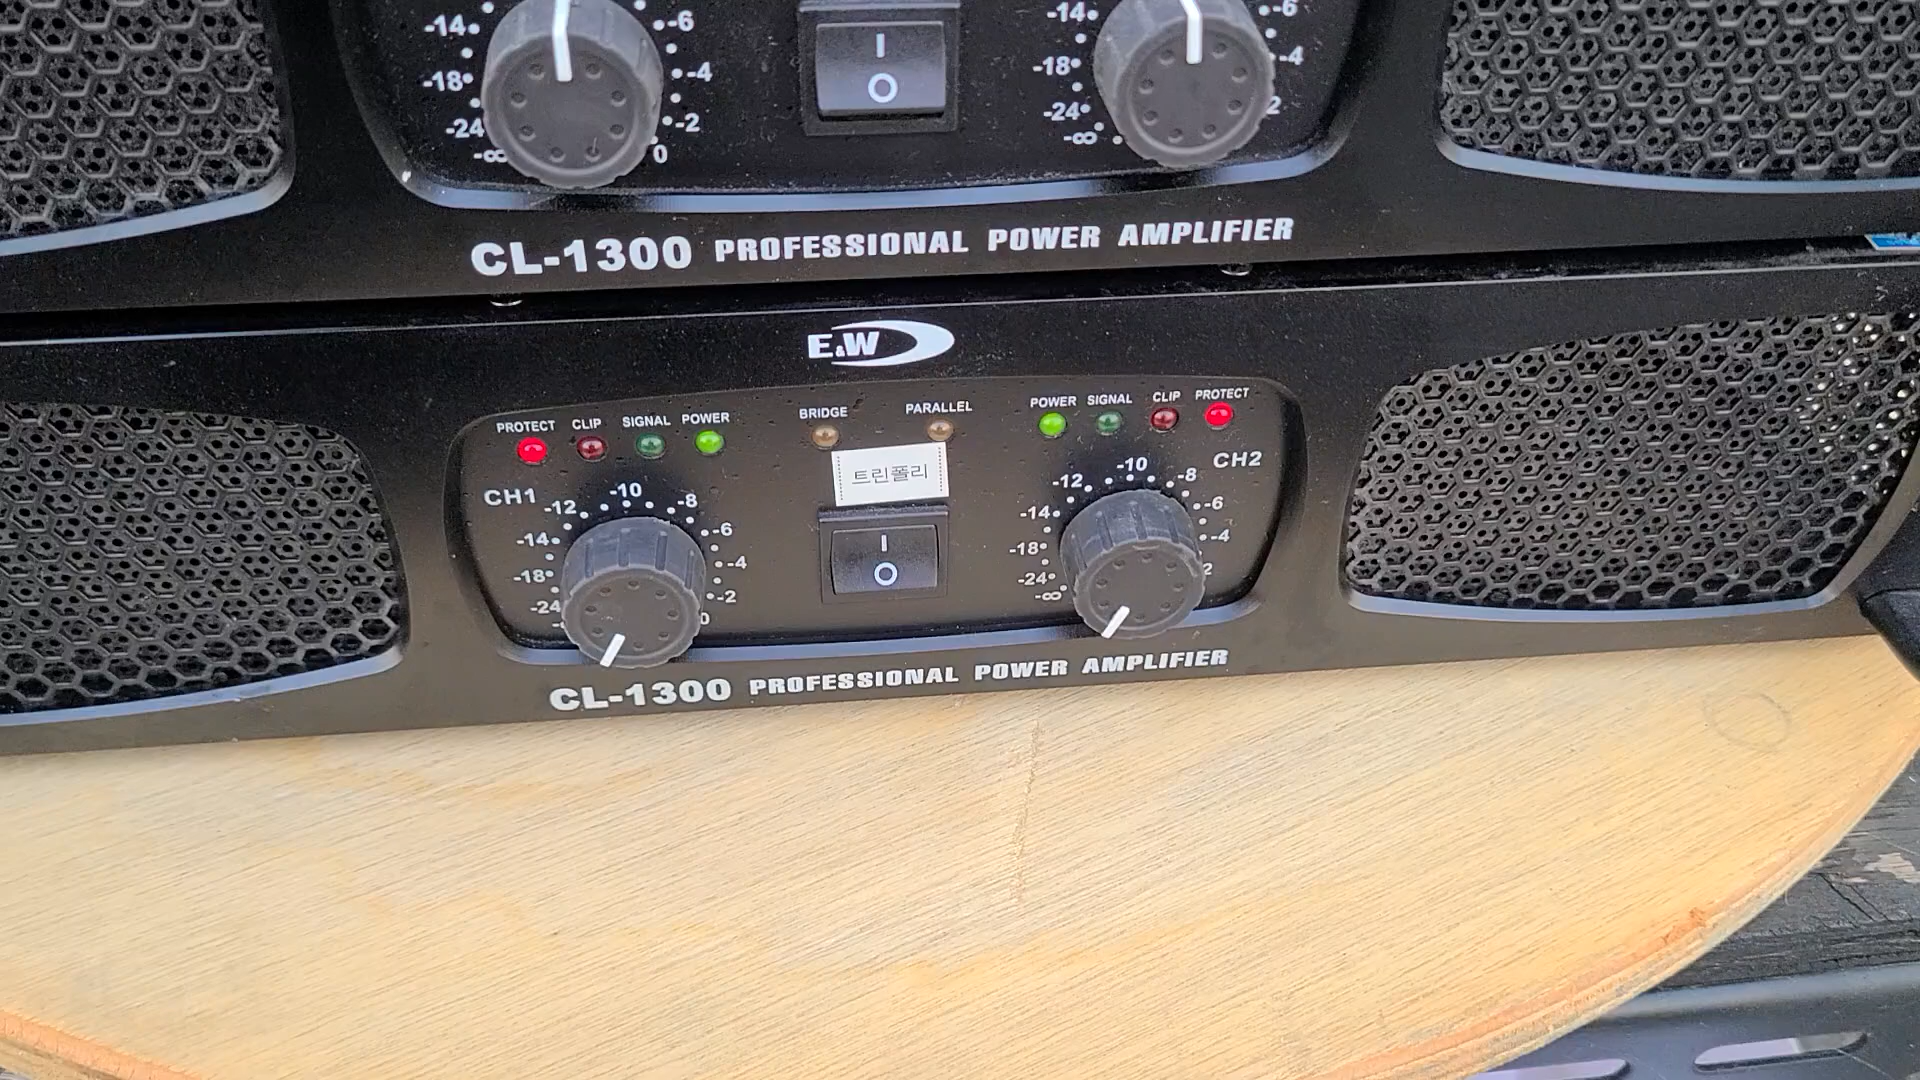 -14 -6
-18 -4
-24 -2
-∞ 0
I
O
-14 -6
-18 -4
-24 2
-∞
CL-1300 PROFESSIONAL POWER AMPLIFIER
E&W
PROTECT CLIP SIGNAL POWER
BRIDGE PARALLEL
POWER SIGNAL CLIP PROTECT
트린폴리
CH1
-12 -10 -8
-14 -6
-18 -4
-24 -2
0
I
O
CH2
-12 -10 -8
-14 -6
-18 -4
-24 2
-∞
CL-1300 PROFESSIONAL POWER AMPLIFIER